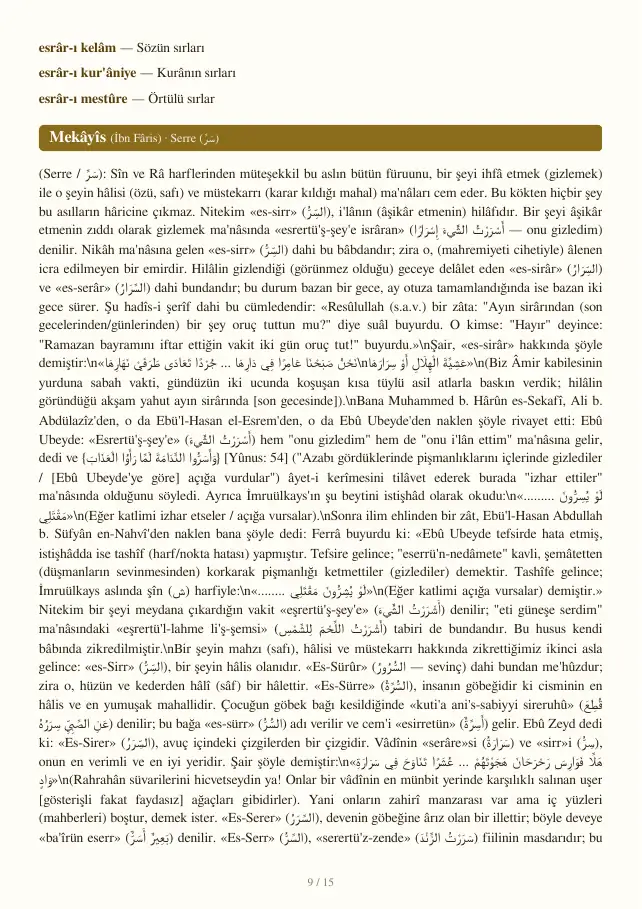 esrâr-ı kelâm — Sözün sırları
esrâr-ı kur'âniye — Kurânın sırları
esrâr-ı mestûre — Örtülü sırlar
Mekâyîs (İbn Fâris) · Serre (سَرَّ)
(Serre / سَرَّ): Sîn ve Râ harflerinden müteşekkil bu aslın bütün füruunu, bir şeyi ihfâ etmek (gizlemek)
ile o şeyin hâlisi (özü, safı) ve müstekarrı (karar kıldığı mahal) ma'nâları cem eder. Bu kökten hiçbir şey
bu asılların hâricine çıkmaz. Nitekim «es-sirr» (السِّرُّ), i'lânın (âşikâr etmenin) hilâfıdır. Bir şeyi âşikâr
etmenin zıddı olarak gizlemek ma'nâsında «esrartü'ş-şey'e isrâran» (أَسْرَرْتُ الشَّيْءَ إِسْرَارًا — onu gizledim)
denilir. Nikâh ma'nâsına gelen «es-sirr» (السِّرُّ) dahi bu bâbdandır; zira o, (mahremiyeti cihetiyle) âlenen
icra edilmeyen bir emirdir. Hilâlin gizlendiği (görünmez olduğu) geceye delâlet eden «es-sirâr» (السِّرَارُ)
ve «es-serâr» (السَّرَارُ) dahi bundandır; bu durum bazan bir gece, ay otuza tamamlandığında ise bazan iki
gece sürer. Şu hadîs-i şerîf dahi bu cümledendir: «Resûlullah (s.a.v.) bir zâta: "Ayın sirârından (son
gecelerinden/günlerinden) bir şey oruç tuttun mu?" diye suâl buyurdu. O kimse: "Hayır" deyince:
"Ramazan bayramını iftar ettiğin vakit iki gün oruç tut!" buyurdu.»\nŞair, «es-sirâr» hakkında şöyle
demiştir:\n«نَحْنُ صَبَحْنَا عَامِرًا فِي دَارِهَا ... جُرْدًا تَعَادَى طَرَفَيْ نَهَارِهَا\nعَشِيَّةَ الْهِلَالِ أَوْ سِرَارِهَا»\n(Biz Âmir kabilesinin
yurduna sabah vakti, gündüzün iki ucunda koşuşan kısa tüylü asil atlarla baskın verdik; hilâlin
göründüğü akşam yahut ayın sirârında [son gecesinde]).\nBana Muhammed b. Hârûn es-Sekafî, Ali b.
Abdülazîz'den, o da Ebü'l-Hasan el-Esrem'den, o da Ebû Ubeyde'den naklen şöyle rivayet etti: Ebû
Ubeyde: «Esrertü'ş-şey'e» (أَسْرَرْتُ الشَّيْءَ) hem "onu gizledim" hem de "onu i'lân ettim" ma'nâsına gelir,
dedi ve {وَأَسَرُّوا النَّدَامَةَ لَمَّا رَأَوُا الْعَذَابَ} [Yûnus: 54] ("Azabı gördüklerinde pişmanlıklarını içlerinde gizlediler
/ [Ebû Ubeyde'ye göre] açığa vurdular") âyet-i kerîmesini tilâvet ederek burada "izhar ettiler"
ma'nâsında olduğunu söyledi. Ayrıca İmruülkays'ın şu beytini istişhâd olarak okudu:\n«......... لَوْ يُسِرُّونَ
مَقْتَلِي»\n(Eğer katlimi izhar etseler / açığa vursalar).\nSonra ilim ehlinden bir zât, Ebü'l-Hasan Abdullah
b. Süfyân en-Nahvî'den naklen bana şöyle dedi: Ferrâ buyurdu ki: «Ebû Ubeyde tefsirde hata etmiş,
istişhâdda ise tashîf (harf/nokta hatası) yapmıştır. Tefsire gelince; "eserrü'n-nedâmete" kavli, şemâtetten
(düşmanların sevinmesinden) korkarak pişmanlığı ketmettiler (gizlediler) demektir. Tashîfe gelince;
İmruülkays aslında şîn (ش) harfiyle:\n«........ لَوْ يُشِرُّونَ مَقْتَلِي»\n(Eğer katlimi açığa vursalar) demiştir.»
Nitekim bir şeyi meydana çıkardığın vakit «eşrertü'ş-şey'e» (أَشْرَرْتُ الشَّيْءَ) denilir; "eti güneşe serdim"
ma'nâsındaki «eşrertü'l-lahme li'ş-şemsi» (أَشْرَرْتُ اللَّحْمَ لِلشَّمْسِ) tabiri de bundandır. Bu husus kendi
bâbında zikredilmiştir.\nBir şeyin mahzı (safı), hâlisi ve müstekarrı hakkında zikrettiğimiz ikinci asla
gelince: «es-Sirr» (السِّرُّ), bir şeyin hâlis olanıdır. «Es-Sürûr» (السُّرُورُ — sevinç) dahi bundan me'hûzdur;
zira o, hüzün ve kederden hâlî (sâf) bir hâlettir. «Es-Sürre» (السُّرَّةُ), insanın göbeğidir ki cisminin en
hâlis ve en yumuşak mahallidir. Çocuğun göbek bağı kesildiğinde «kuti'a ani's-sabiyyi sireruhû» (قُطِعَ
عَنِ الصَّبِيِّ سِرَرُهُ) denilir; bu bağa «es-sürr» (السُّرُّ) adı verilir ve cem'i «esirretün» (أَسِرَّةٌ) gelir. Ebû Zeyd dedi
ki: «Es-Sirer» (السِّرَرُ), avuç içindeki çizgilerden bir çizgidir. Vâdînin «serâre»si (سَرَارَةُ) ve «sirr»i (سِرُّ),
onun en verimli ve en iyi yeridir. Şair şöyle demiştir:\n«هَلَّا فَوَارِسَ رَحْرَحَانَ هَجَوْتَهُمْ ... عُشَرًا تَنَاوَحَ فِي سَرَارَةِ
وَادٍ»\n(Rahrahân süvarilerini hicvetseydin ya! Onlar bir vâdînin en münbit yerinde karşılıklı salınan uşer
[gösterişli fakat faydasız] ağaçları gibidirler). Yani onların zahirî manzarası var ama iç yüzleri
(mahberleri) boştur, demek ister. «Es-Serer» (السَّرَرُ), devenin göbeğine ârız olan bir illettir; böyle deveye
«ba'îrün eserr» (بَعِيرٌ أَسَرُّ) denilir. «Es-Serr» (السَّرُّ), «serertü'z-zende» (سَرَرْتُ الزَّنْدَ) fiilinin masdarıdır; bu
9 / 15